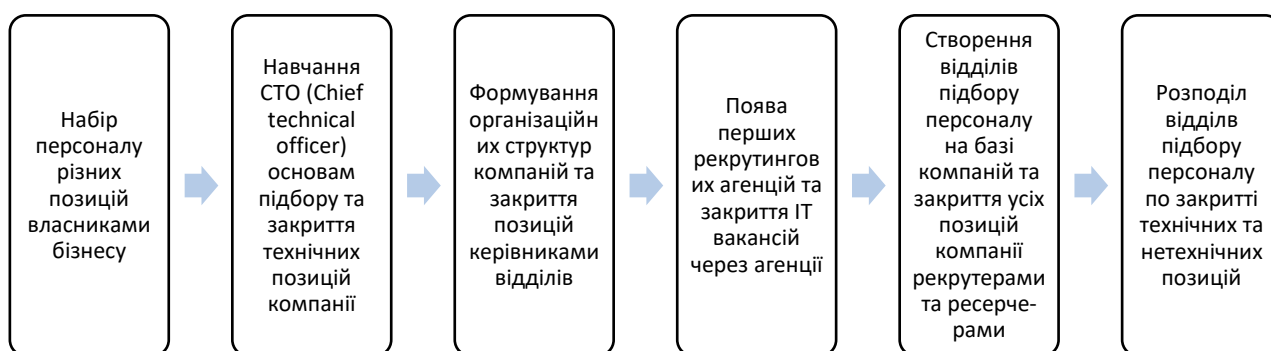 Набір
персоналу
різних
позицій
власниками
бізнесу
Навчання
СТО (Chief
technical
officer)
основам
підбору та
закриття
технічних
позицій
компанії
Формування
організаційн
их структур
компаній та
закриття
позицій
керівниками
відділів
Поява
перших
рекрутингов
их агенцій та
закриття ІТ
вакансій
через агенції
Створення
відділів
підбору
персоналу
на базі
компаній та
закриття усіх
позицій
компанії
рекрутерами
та ресерче-
рами
Розподіл
відділв
підбору
персоналу
по закритті
технічних та
нетехнічних
позицій